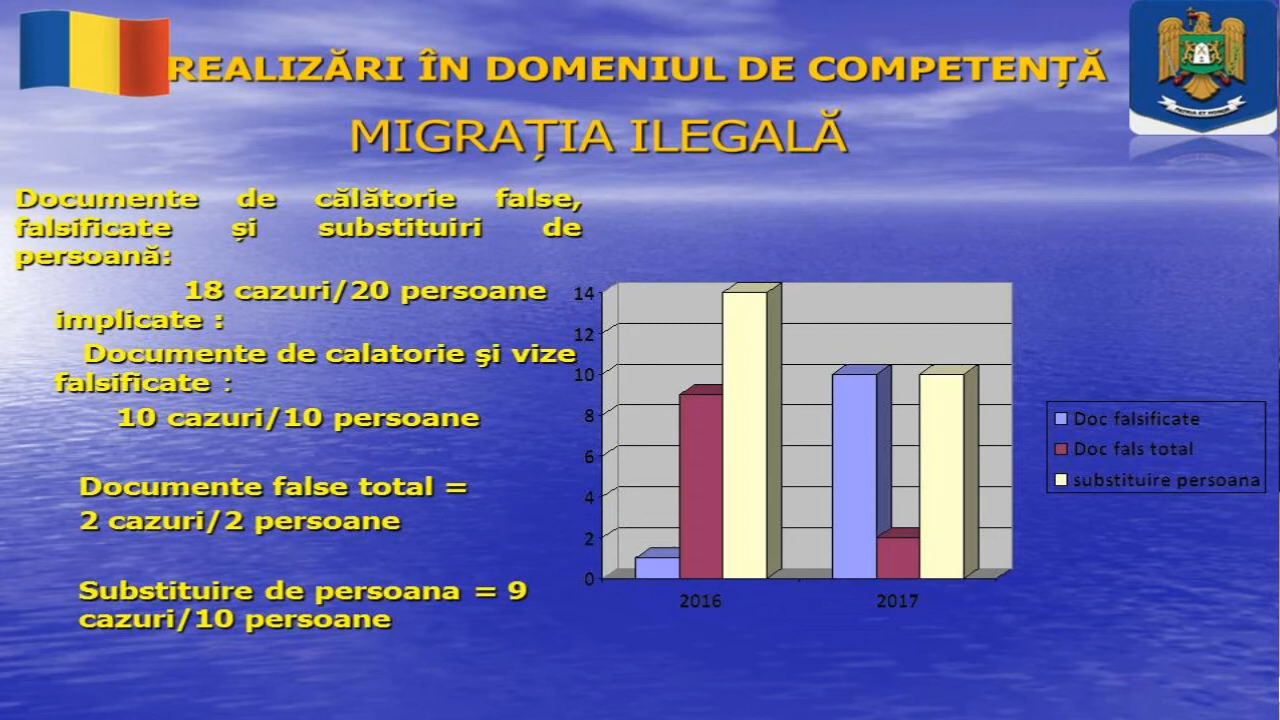 REALIZĂRI ÎN DOMENIUL DE COMPETENȚĂ
MIGRAȚIA ILEGALĂ
Documente de călătorie false,
falsificate și substituiri de
persoană:
18 cazuri/20 persoane
implicate :
Documente de calatorie şi vize
falsificate :
10 cazuri/10 persoane
Documente false total =
2 cazuri/2 persoane
Substituire de persoana = 9
cazuri/10 persoane
14
12
10
8
6
4
2
0
2016 2017
Doc falsificate
Doc fals total
substituire persoana
PATRIA ET HONOR